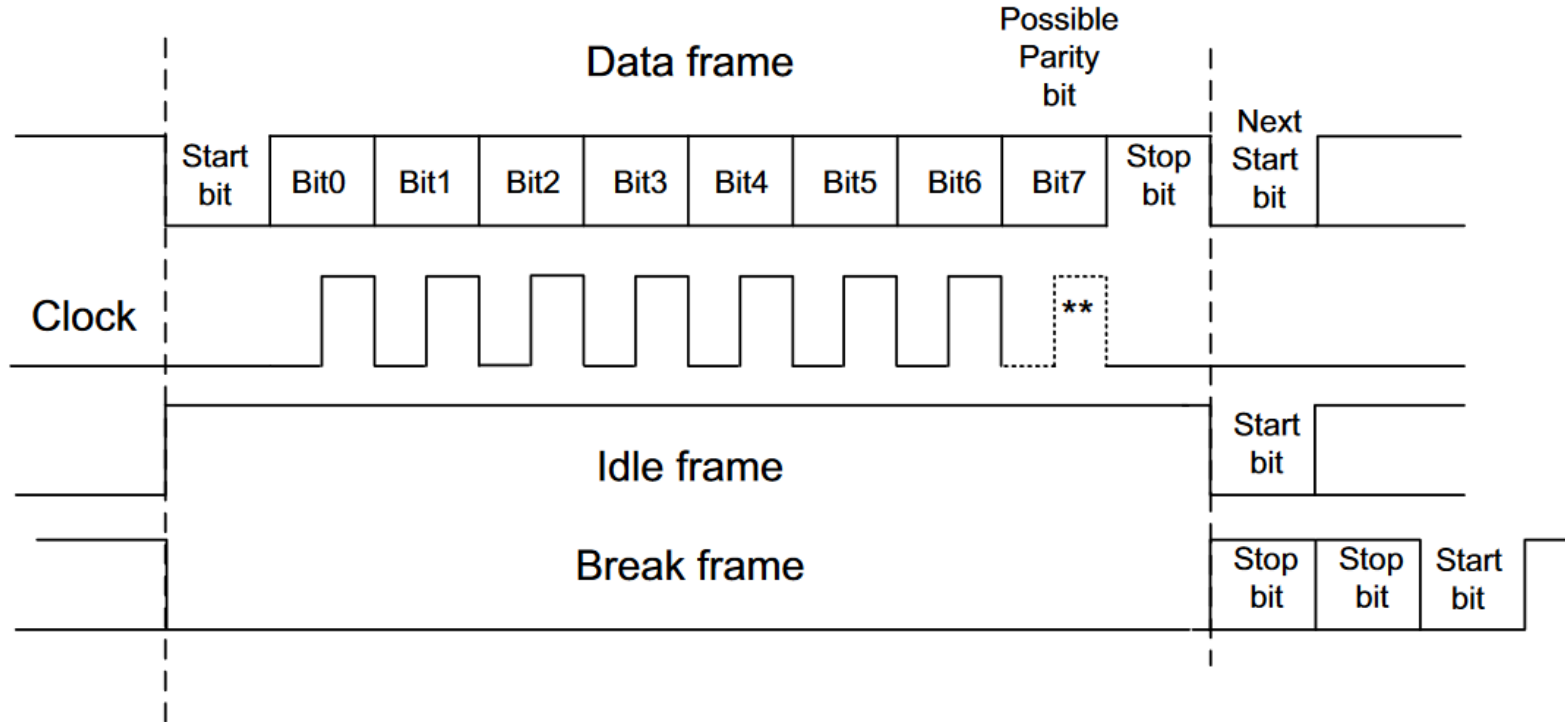 Possible
Parity
bit
Data frame
Start
bit
Bit0
Bit1
Bit2
Bit3
Bit4
Bit5
Bit6
Bit7
Stop
bit
Next
Start
bit
Clock
**
Idle frame
Start
bit
Break frame
Stop
bit
Stop
bit
Start
bit